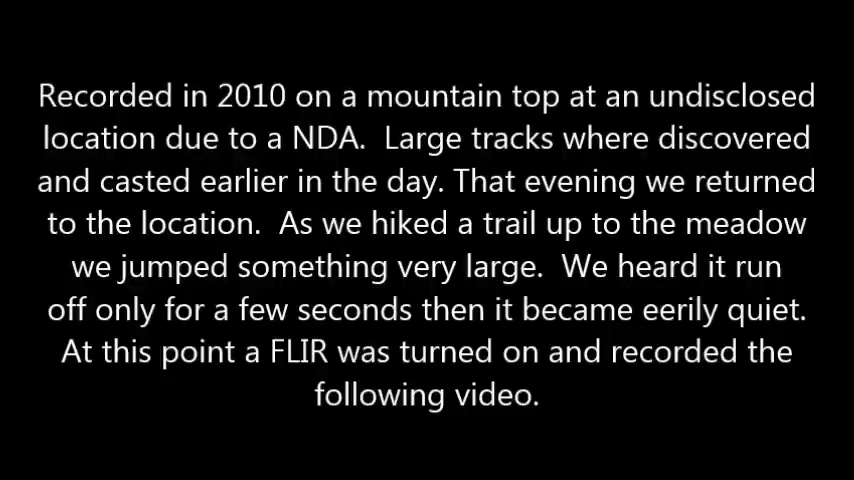 Recorded in 2010 on a mountain top at an undisclosed
location due to a NDA.  Large tracks where discovered
and casted earlier in the day. That evening we returned
to the location.  As we hiked a trail up to the meadow
we jumped something very large.  We heard it run
off only for a few seconds then it became eerily quiet.
At this point a FLIR was turned on and recorded the
following video.